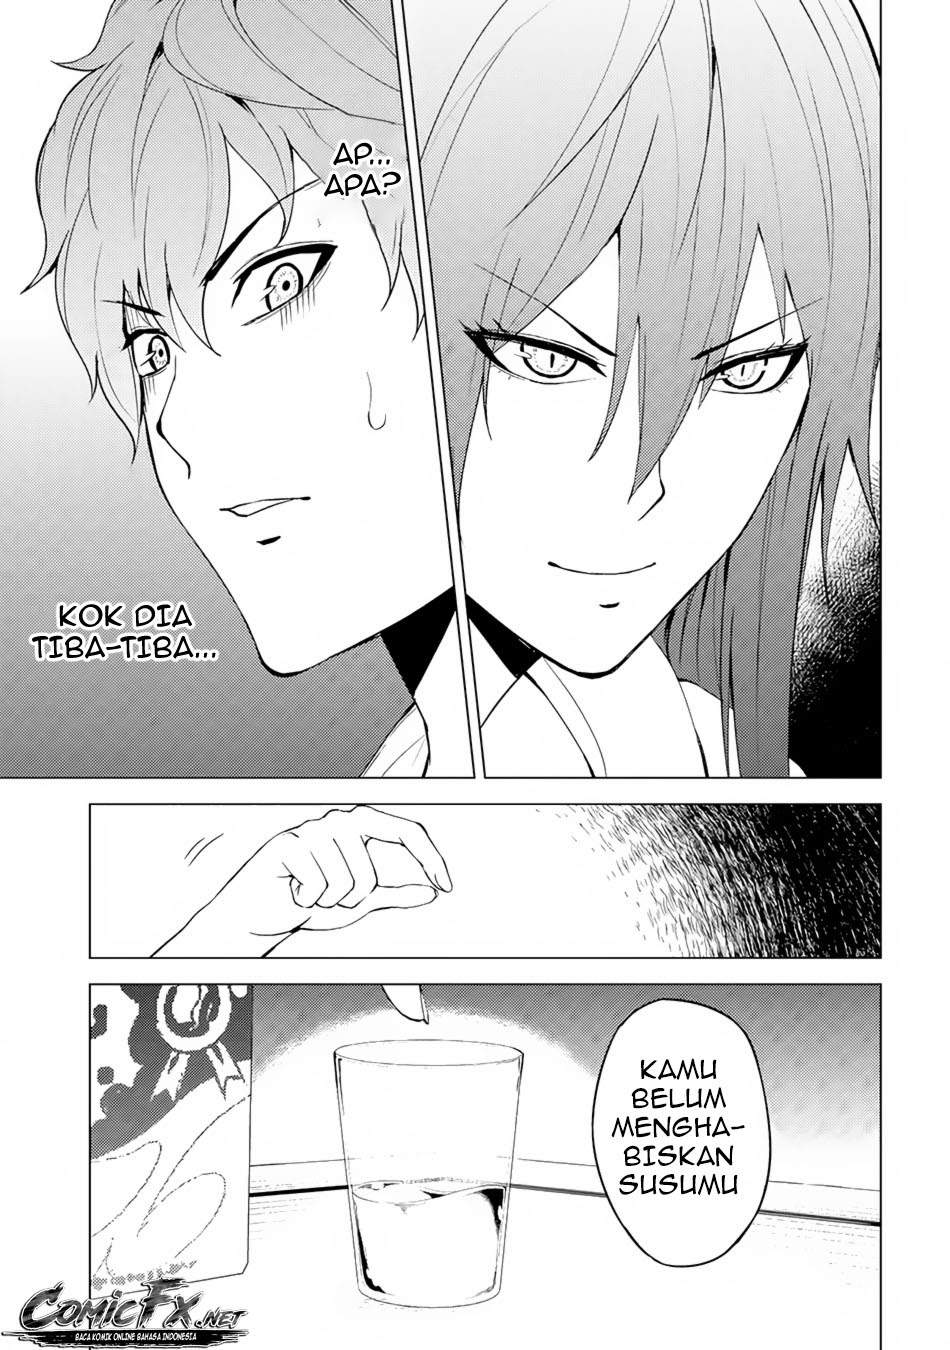 AP...
APA?
KOK DIA
TIBA-TIBA...
KAMU
BELUM
MENGHA-
BISKAN
SUSUMU
COMICFX.NET
BACA KOMIK ONLINE BAHASA INDONESIA